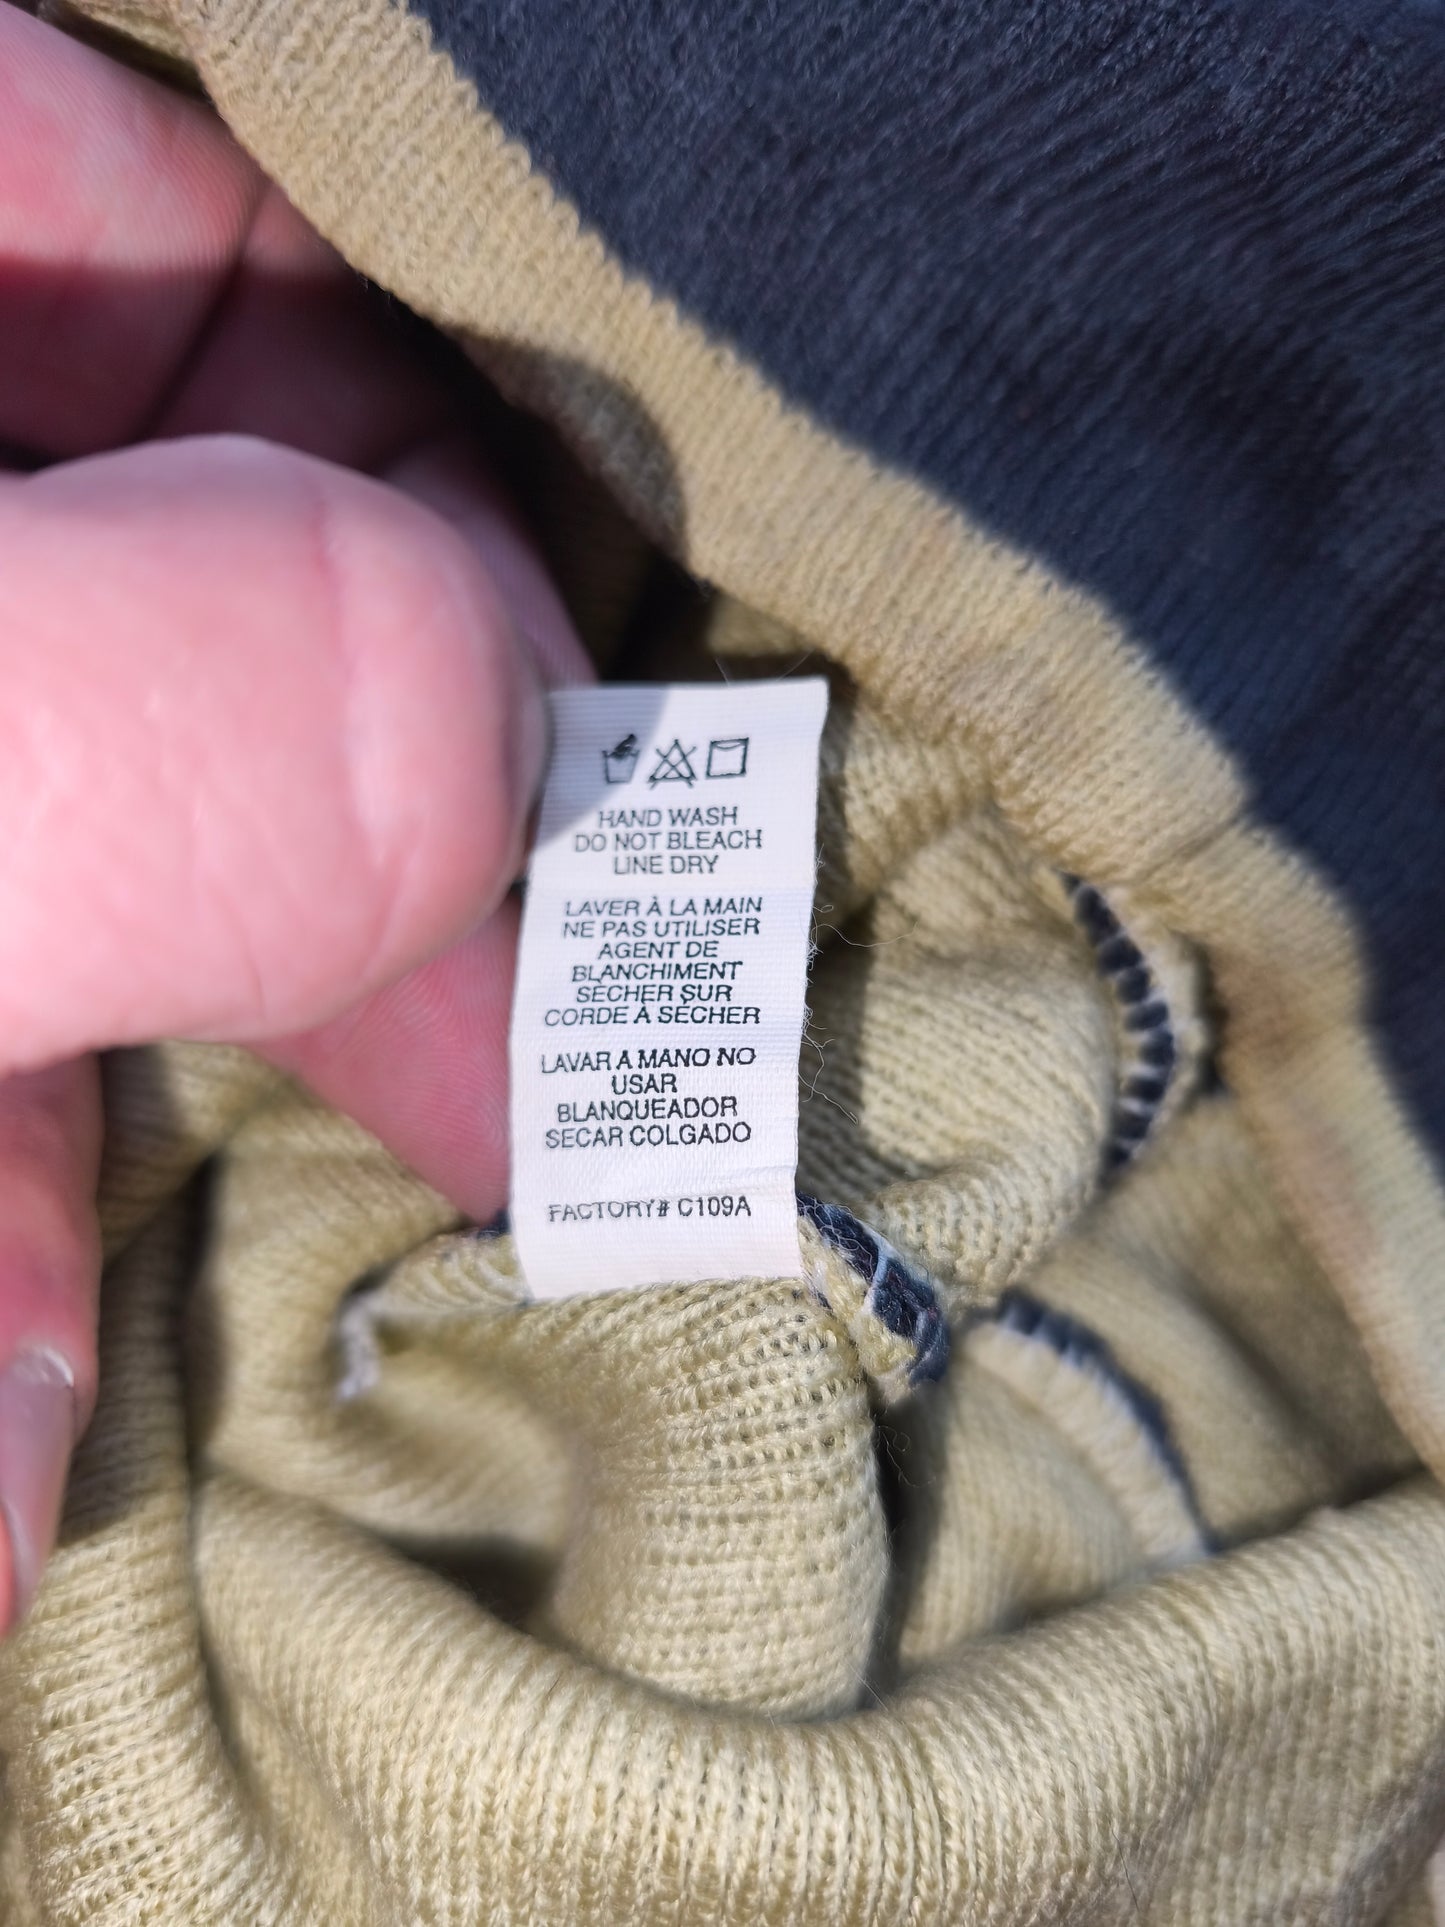 HAND WASH
DO NOT BLEACH
LINE DRY
LAVER À LA MAIN
NE PAS UTILISER
AGENT DE
BLANCHIMENT
SÉCHER SUR
CORDE À SÉCHER
LAVAR A MANO NO
USAR
BLANQUEADOR
SECAR COLGADO
FACTORY# C109A